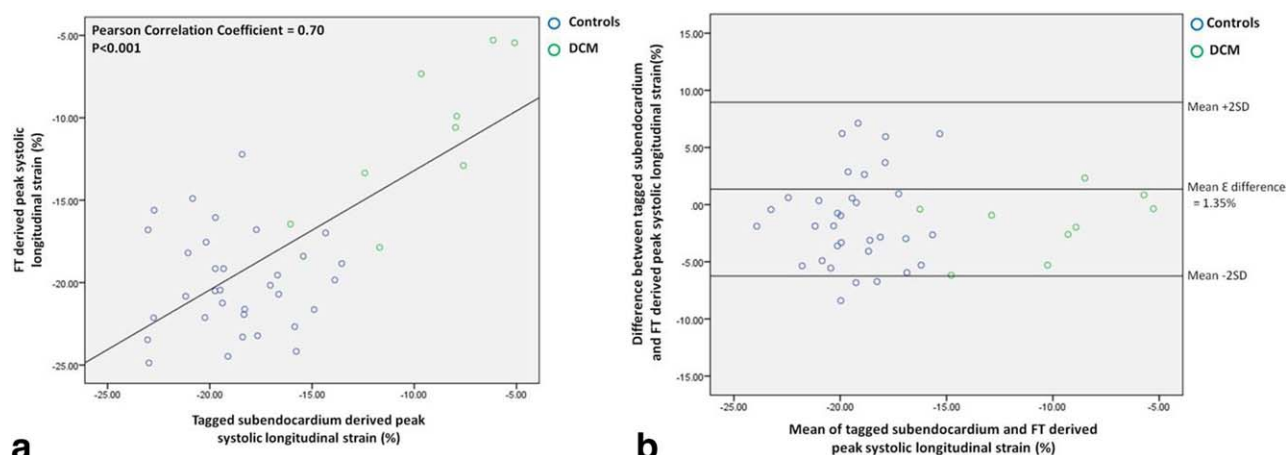 Pearson Correlation Coefficient = 0.70
P<0.001
Controls
DCM
-5.00
-10.00
-15.00
-20.00
-25.00
FT derived peak systolic
longitudinal strain (%)
-25.00 -20.00 -15.00 -10.00 -5.00
Tagged subendocardium derived peak
systolic longitudinal strain (%)
a
Controls
DCM
15.00
10.00
5.00
.00
-5.00
-10.00
-15.00
Difference between tagged subendocardium
and FT derived peak systolic longitudinal strain(%)
Mean +2SD
Mean Ɛ difference
= 1.35%
Mean -2SD
-25.00 -20.00 -15.00 -10.00 -5.00
Mean of tagged subendocardium and FT derived
peak systolic longitudinal strain (%)
b